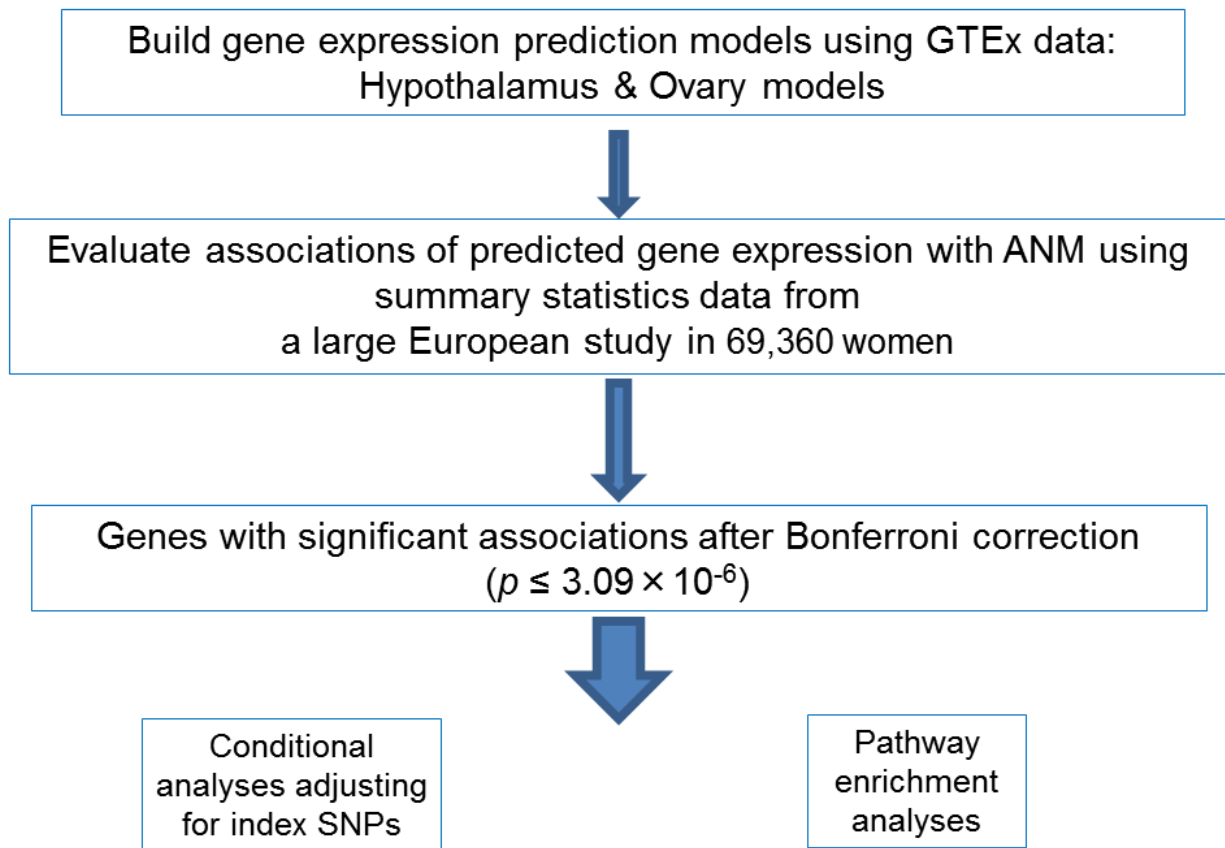 Build gene expression prediction models using GTEx data:
Hypothalamus & Ovary models
Evaluate associations of predicted gene expression with ANM using
summary statistics data from
a large European study in 69,360 women
Genes with significant associations after Bonferroni correction
(p ≤ 3.09 × 10⁻⁶)
Conditional
analyses adjusting
for index SNPs
Pathway
enrichment
analyses